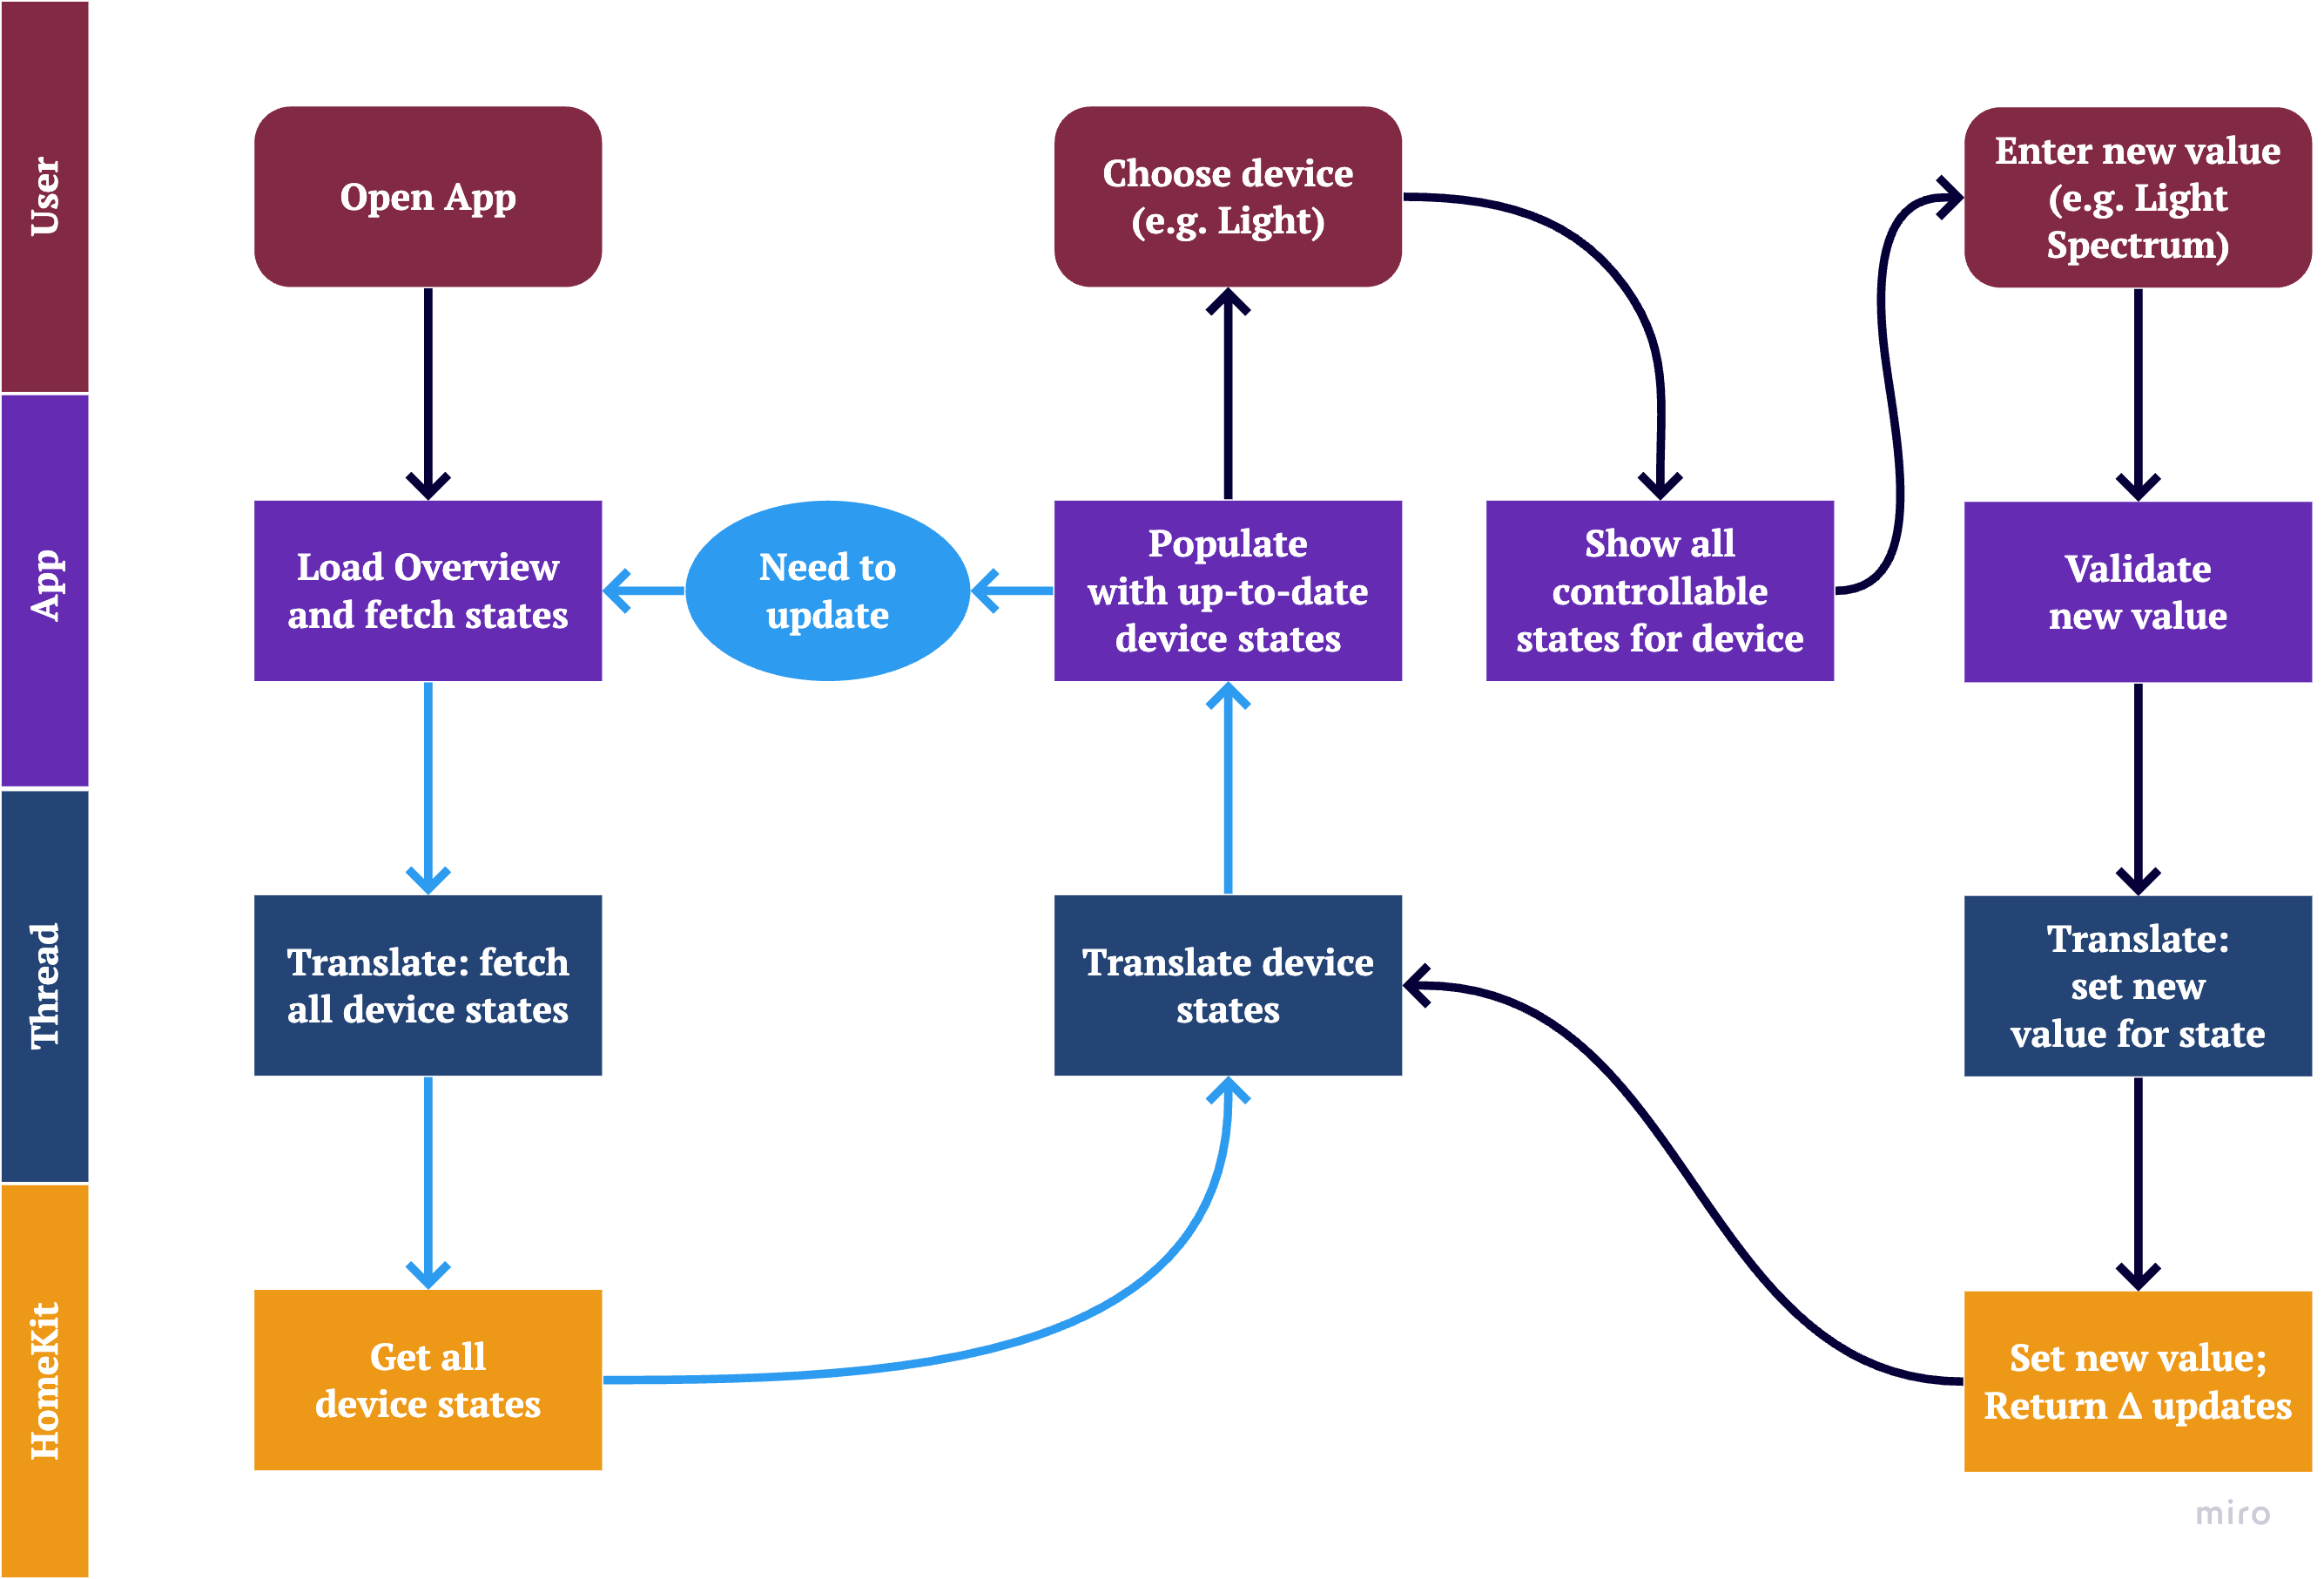 User
Open App
Choose device
(e.g. Light)
Enter new value
(e.g. Light
Spectrum)
App
Load Overview
and fetch states
Need to
update
Populate
with up-to-date
device states
Show all
controllable
states for device
Validate
new value
Thread
Translate: fetch
all device states
Translate device
states
Translate:
set new
value for state
HomeKit
Get all
device states
Set new value;
Return Δ updates
miro